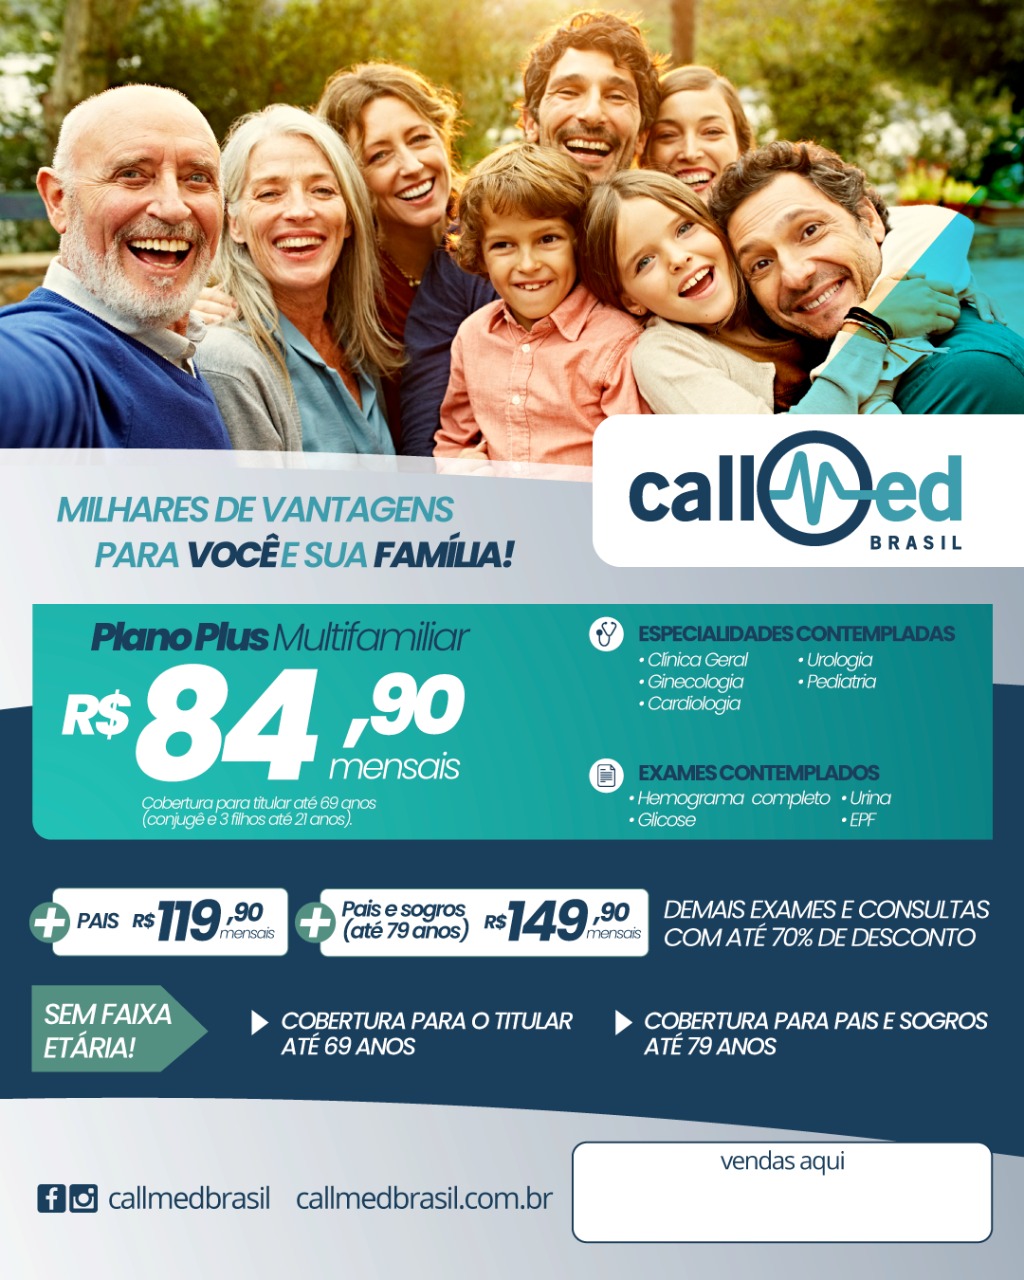 callMed
BRASIL
MILHARES DE VANTAGENS
PARA VOCÊ E SUA FAMÍLIA!
Plano Plus Multifamiliar
R$ 84,90
mensais
Cobertura para titular até 69 anos
(conjugê e 3 filhos até 21 anos).
ESPECIALIDADES CONTEMPLADAS
• Clínica Geral • Urologia
• Ginecologia • Pediatria
• Cardiologia
EXAMES CONTEMPLADOS
• Hemograma completo • Urina
• Glicose • EPF
+ PAIS R$ 119,90 mensais
+ Pais e sogros (até 79 anos) R$ 149,90 mensais
DEMAIS EXAMES E CONSULTAS
COM ATÉ 70% DE DESCONTO
SEM FAIXA
ETÁRIA!
COBERTURA PARA O TITULAR
ATÉ 69 ANOS
COBERTURA PARA PAIS E SOGROS
ATÉ 79 ANOS
vendas aqui
callmedbrasil callmedbrasil.com.br